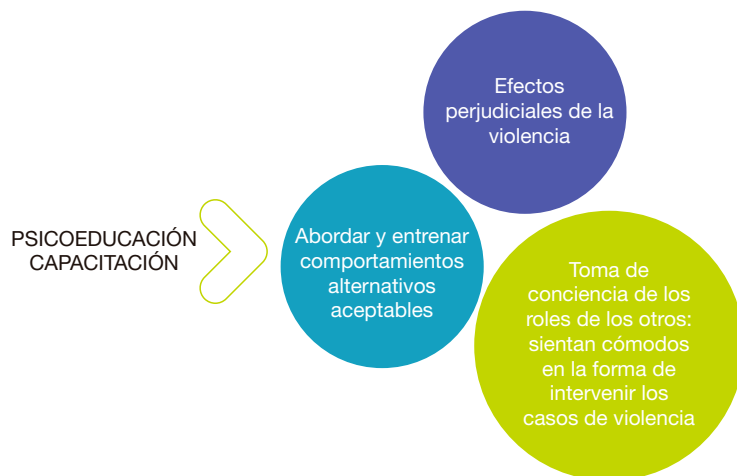 PSICOEDUCACIÓN
CAPACITACIÓN
Efectos
perjudiciales de la
violencia
Abordar y entrenar
comportamientos
alternativos
aceptables
Toma de
conciencia de los
roles de los otros:
sientan cómodos
en la forma de
intervenir los
casos de violencia